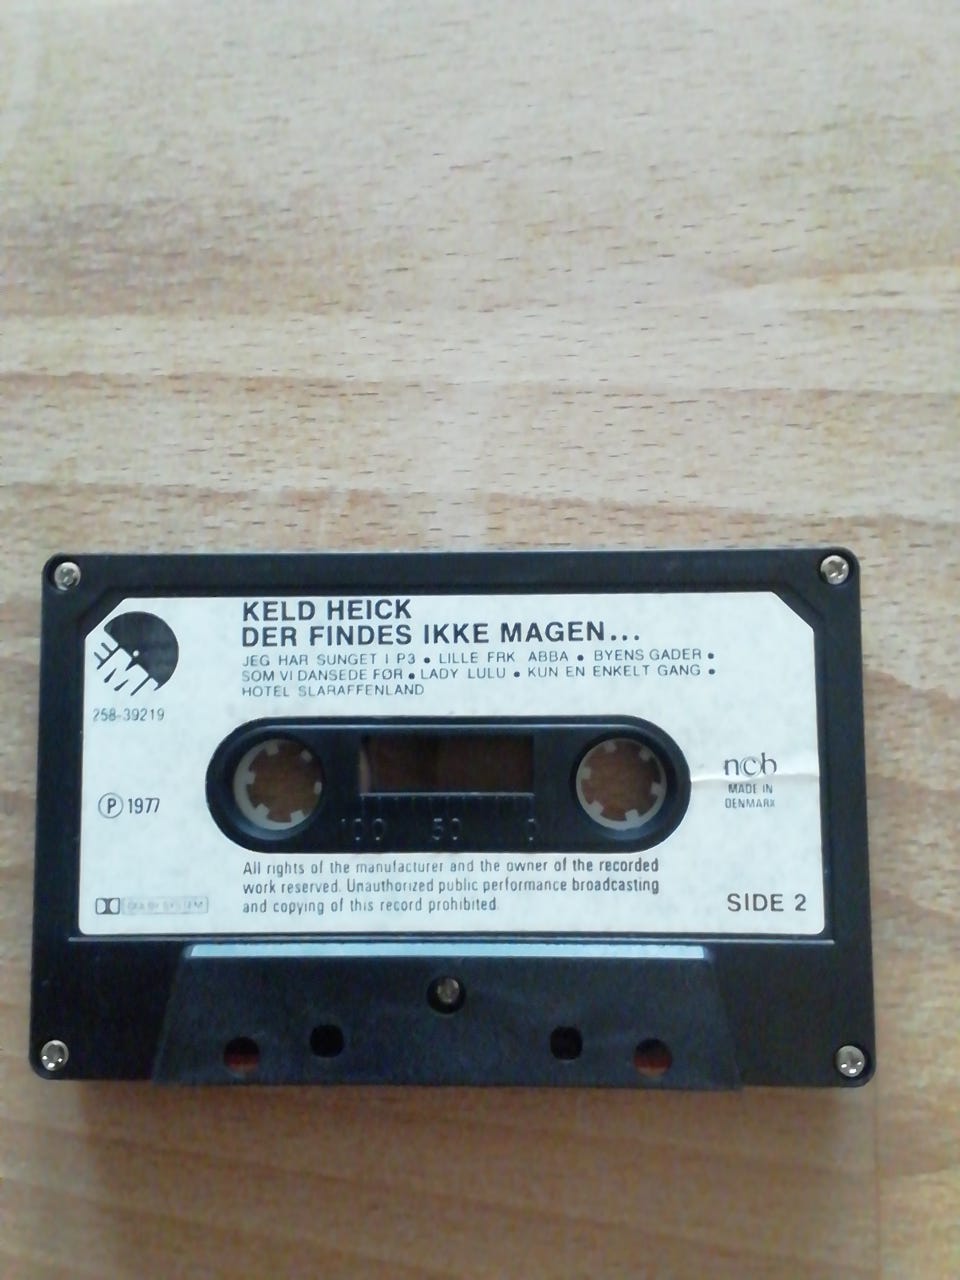 KELD HEICK
DER FINDES IKKE MAGEN...
JEG HAR SUNGET I P3 • LILLE FRK ABBA • BYENS GADER •
SOM VI DANSEDE FØR • LADY LULU • KUN EN ENKELT GANG •
HOTEL SLARAFFENLAND
EMI
258-39219
Ⓟ 1977
ncb
MADE IN
DENMARK
100 50 0
All rights of the manufacturer and the owner of the recorded
work reserved. Unauthorized public performance broadcasting
and copying of this record prohibited.
DOLBY SYSTEM
SIDE 2